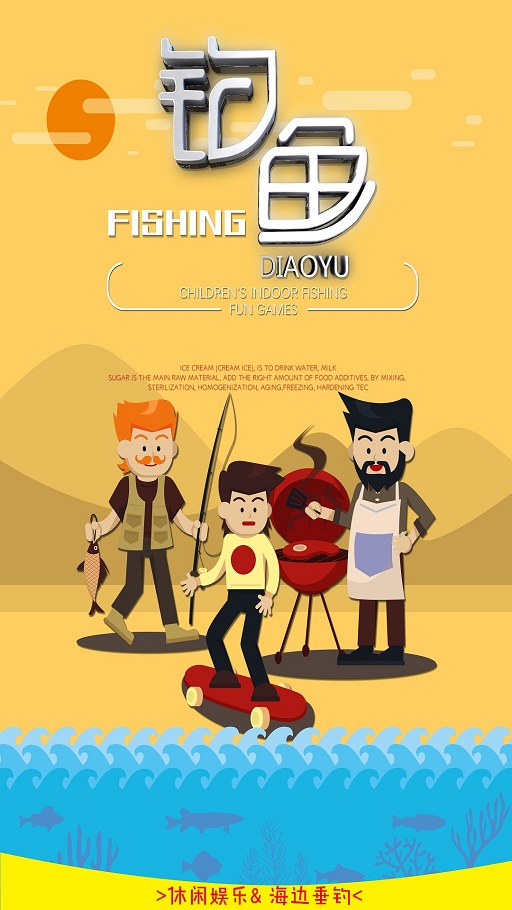 钓鱼
FISHING
DIAOYU
CHILDREN'S INDOOR FISHING
FUN GAMES
ICE CREAM (CREAM ICE), IS TO DRINK WATER, MILK
SUGAR IS THE MAIN RAW MATERIAL, ADD THE RIGHT AMOUNT OF FOOD ADDITIVES, BY MIXING,
STERILIZATION, HOMOGENIZATION, AGING,FREEZING, HARDENING TEC
>休闲娱乐& 海边垂钓<